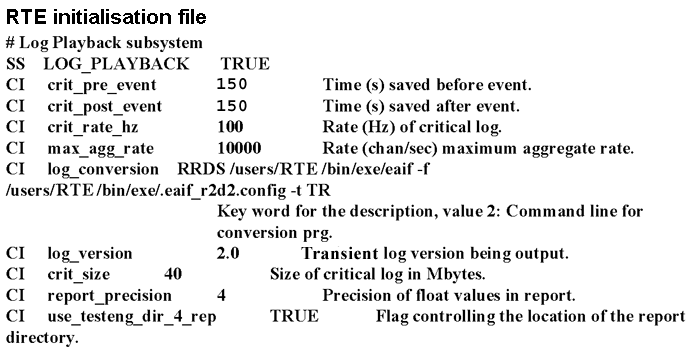 RTE initialisation file
# Log Playback subsystem
SS LOG_PLAYBACK TRUE
CI crit_pre_event 150 Time (s) saved before event.
CI crit_post_event 150 Time (s) saved after event.
CI crit_rate_hz 100 Rate (Hz) of critical log.
CI max_agg_rate 10000 Rate (chan/sec) maximum aggregate rate.
CI log_conversion RRDS /users/RTE /bin/exe/eaif -f
/users/RTE /bin/exe/.eaif_r2d2.config -t TR
Key word for the description, value 2: Command line for
conversion prg.
CI log_version 2.0 Transient log version being output.
CI crit_size 40 Size of critical log in Mbytes.
CI report_precision 4 Precision of float values in report.
CI use_testeng_dir_4_rep TRUE Flag controlling the location of the report
directory.